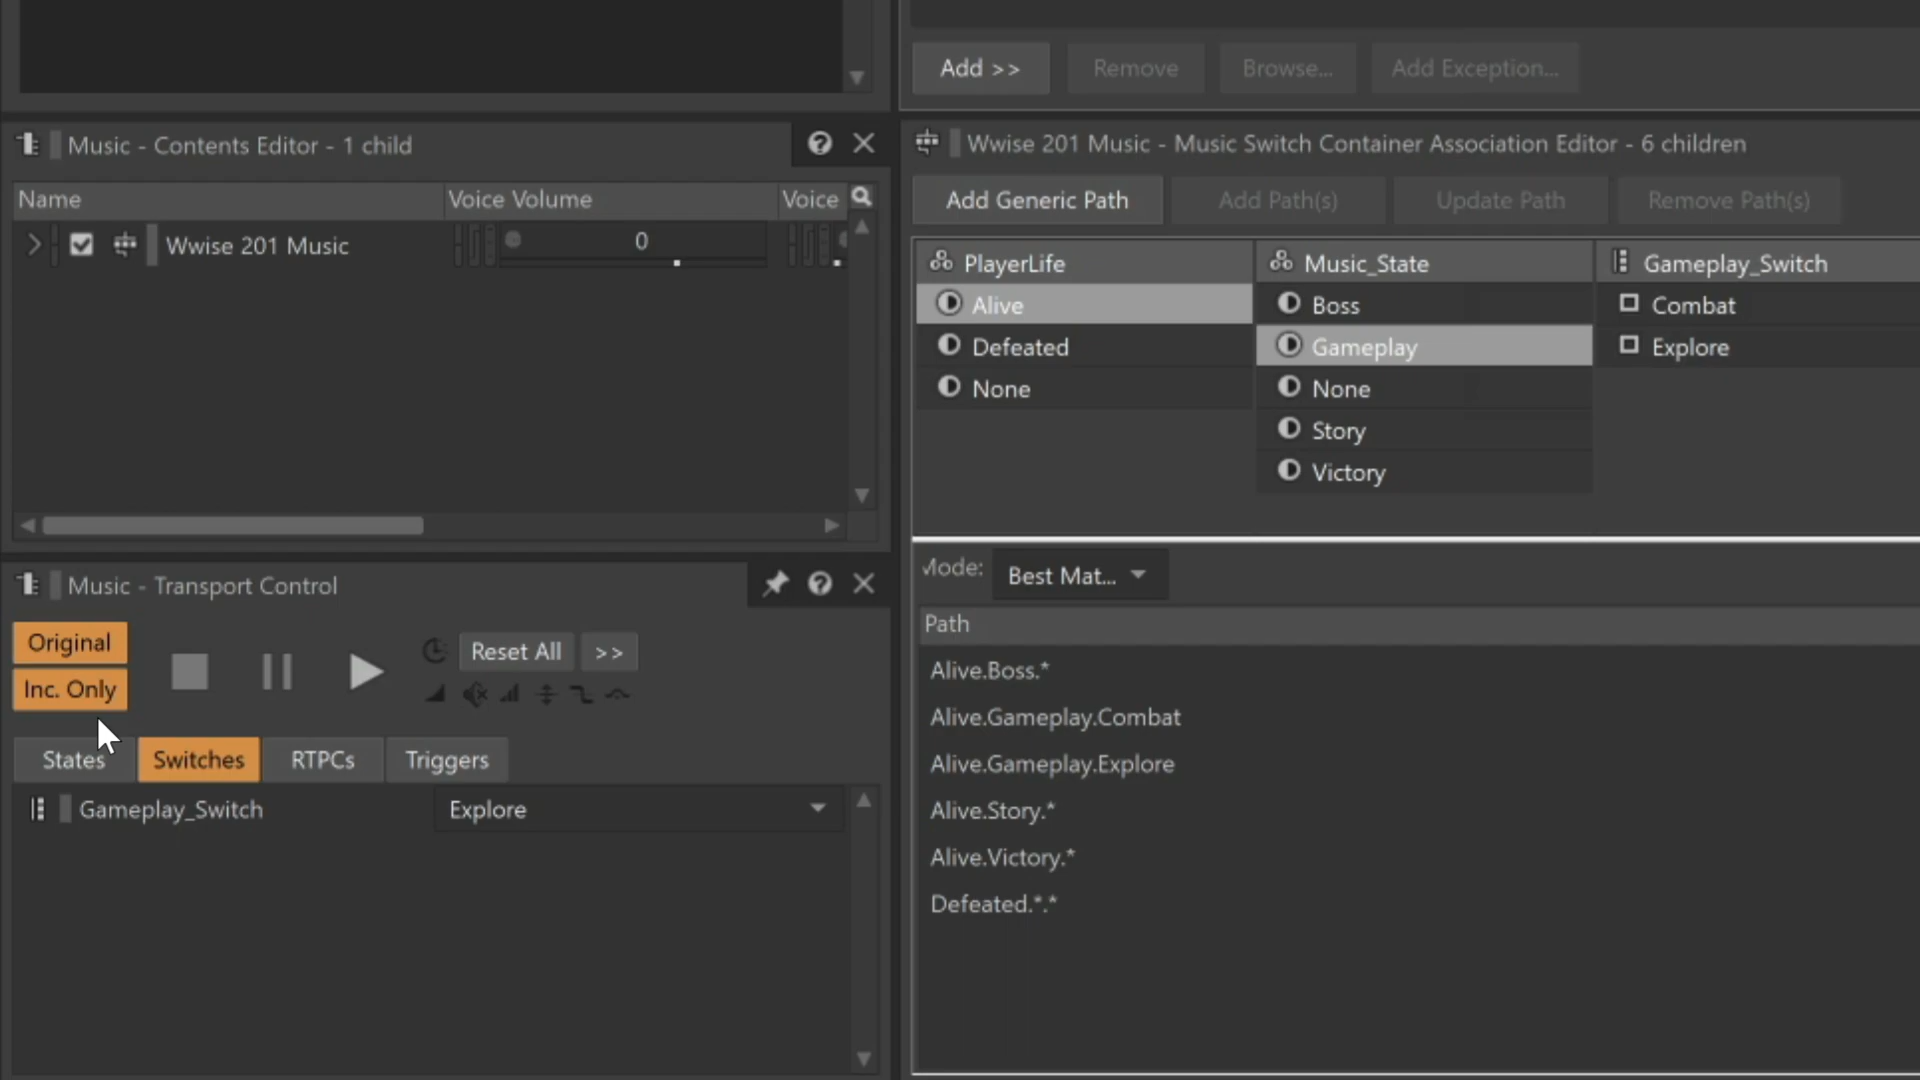 Add >>
Remove
Browse...
Add Exception...
Music - Contents Editor - 1 child
Name
Voice Volume
Voice
Wwise 201 Music
0
Music - Transport Control
Original
Inc. Only
Reset All
>>
States
Switches
RTPCs
Triggers
Gameplay_Switch
Explore
Wwise 201 Music - Music Switch Container Association Editor - 6 children
Add Generic Path
Add Path(s)
Update Path
Remove Path(s)
PlayerLife
Alive
Defeated
None
Music_State
Boss
Gameplay
None
Story
Victory
Gameplay_Switch
Combat
Explore
Mode:
Best Mat...
Path
Alive.Boss.*
Alive.Gameplay.Combat
Alive.Gameplay.Explore
Alive.Story.*
Alive.Victory.*
Defeated.*.*